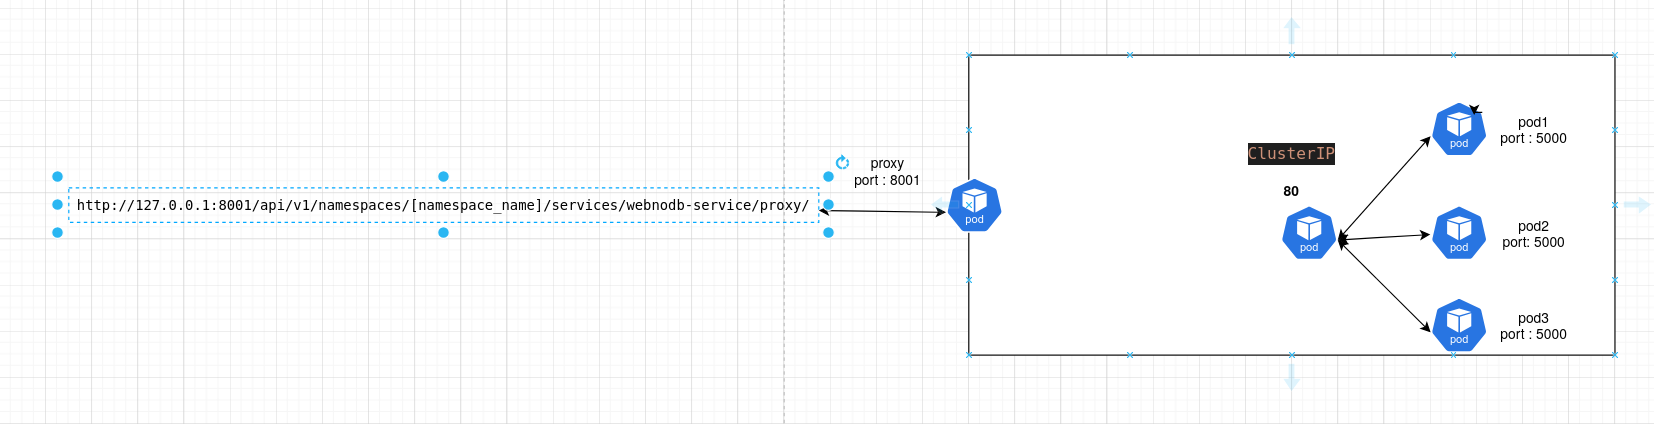 http://127.0.0.1:8001/api/v1/namespaces/[namespace_name]/services/webnodb-service/proxy/
proxy
port : 8001
pod
ClusterIP
80
pod
pod
pod1
port : 5000
pod
pod2
port: 5000
pod
pod3
port : 5000